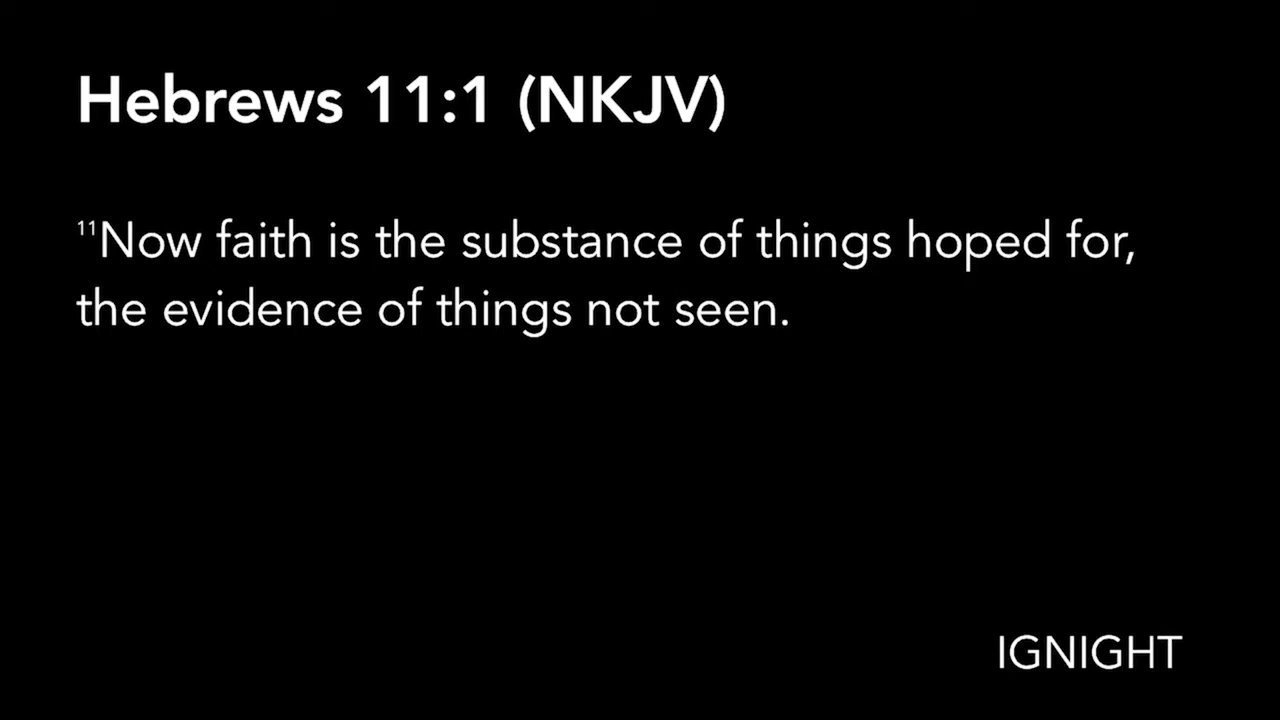 Hebrews 11:1 (NKJV)
11Now faith is the substance of things hoped for,
the evidence of things not seen.
IGNIGHT